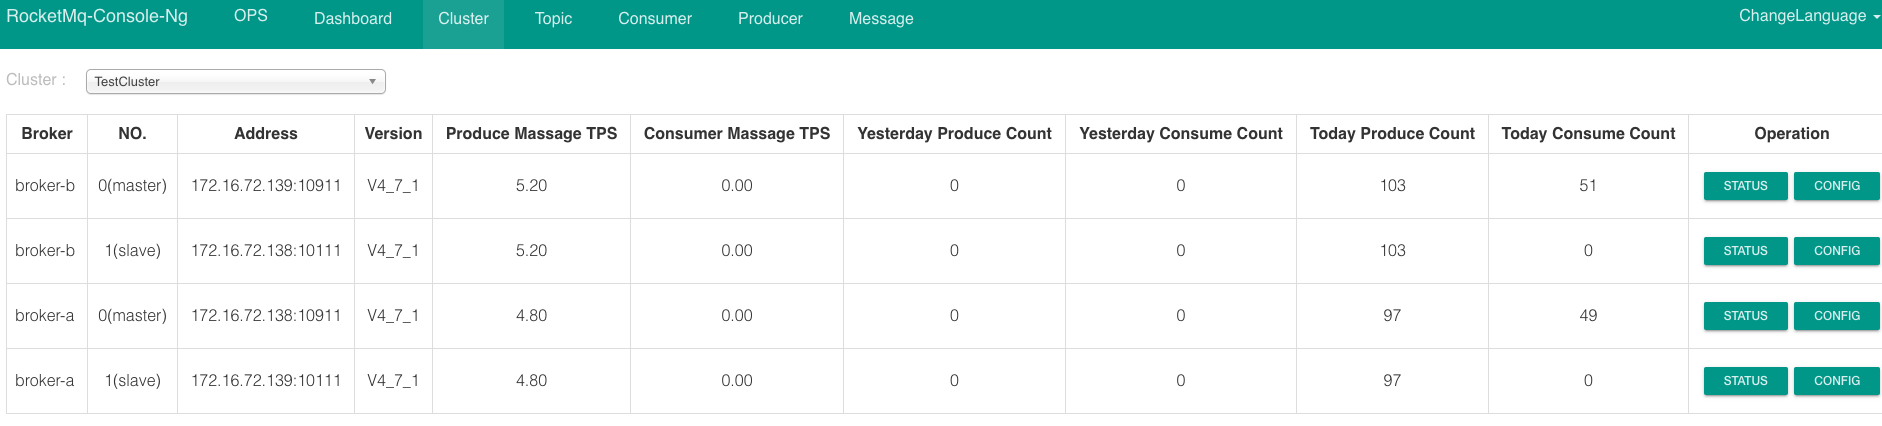 RocketMq-Console-Ng OPS Dashboard Cluster Topic Consumer Producer Message ChangeLanguage
Cluster : TestCluster
Broker NO. Address Version Produce Massage TPS Consumer Massage TPS Yesterday Produce Count Yesterday Consume Count Today Produce Count Today Consume Count Operation
broker-b 0(master) 172.16.72.139:10911 V4_7_1 5.20 0.00 0 0 103 51 STATUS CONFIG
broker-b 1(slave) 172.16.72.138:10111 V4_7_1 5.20 0.00 0 0 103 0 STATUS CONFIG
broker-a 0(master) 172.16.72.138:10911 V4_7_1 4.80 0.00 0 0 97 49 STATUS CONFIG
broker-a 1(slave) 172.16.72.139:10111 V4_7_1 4.80 0.00 0 0 97 0 STATUS CONFIG